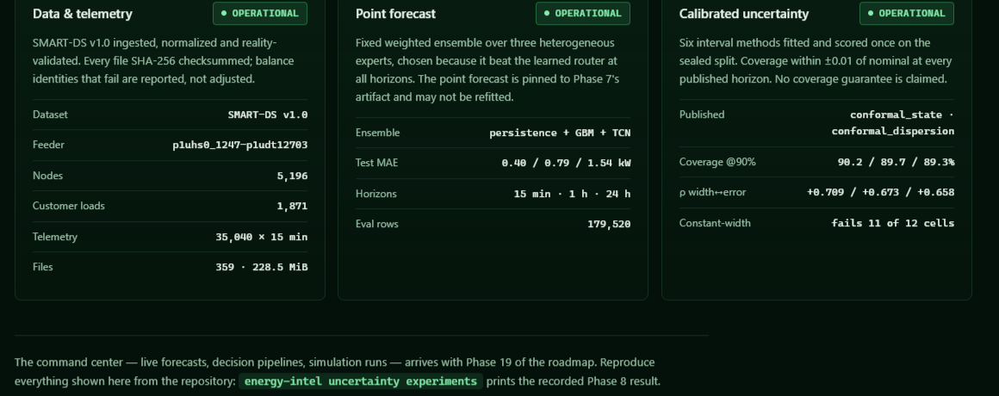 Data & telemetry
● OPERATIONAL
SMART-DS v1.0 ingested, normalized and reality-
validated. Every file SHA-256 checksummed; balance
identities that fail are reported, not adjusted.
Dataset SMART-DS v1.0
Feeder p1uhs0_1247—p1udt12703
Nodes 5,196
Customer loads 1,871
Telemetry 35,040 × 15 min
Files 359 · 228.5 MiB
Point forecast
● OPERATIONAL
Fixed weighted ensemble over three heterogeneous
experts, chosen because it beat the learned router at
all horizons. The point forecast is pinned to Phase 7's
artifact and may not be refitted.
Ensemble persistence + GBM + TCN
Test MAE 0.40 / 0.79 / 1.54 kW
Horizons 15 min · 1 h · 24 h
Eval rows 179,520
Calibrated uncertainty
● OPERATIONAL
Six interval methods fitted and scored once on the
sealed split. Coverage within ±0.01 of nominal at every
published horizon. No coverage guarantee is claimed.
Published conformal_state ·
conformal_dispersion
Coverage @90% 90.2 / 89.7 / 89.3%
ρ width↔error +0.709 / +0.673 / +0.658
Constant-width fails 11 of 12 cells
The command center — live forecasts, decision pipelines, simulation runs — arrives with Phase 19 of the roadmap. Reproduce
everything shown here from the repository: energy-intel uncertainty experiments prints the recorded Phase 8 result.